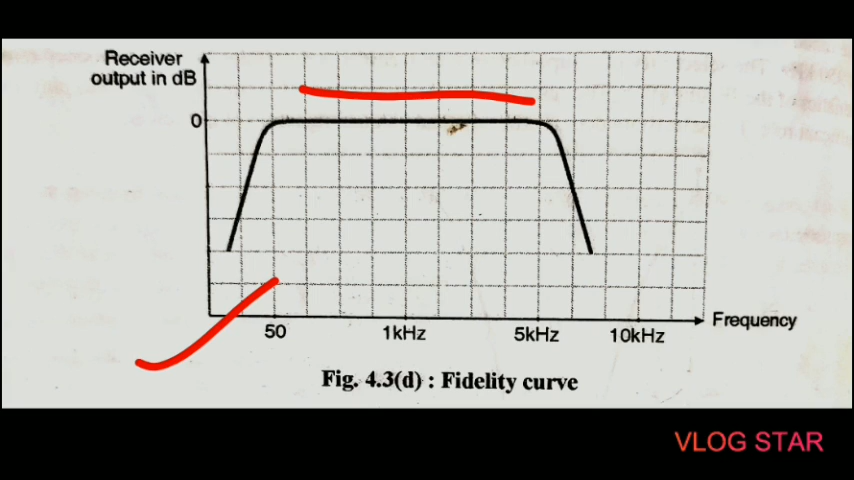 Receiver
output in dB
0
50 1kHz 5kHz 10kHz
Frequency
Fig. 4.3(d) : Fidelity curve
VLOG STAR